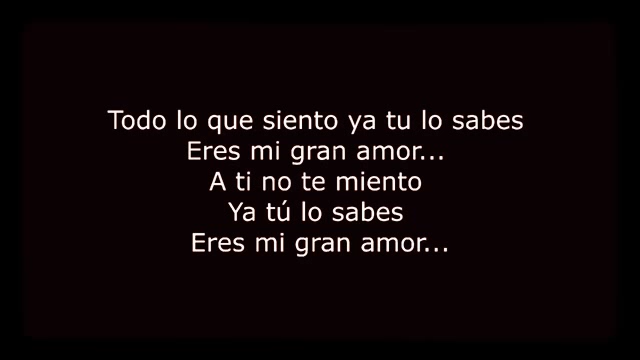 Todo lo que siento ya tu lo sabes
Eres mi gran amor...
A ti no te miento
Ya tú lo sabes
Eres mi gran amor...